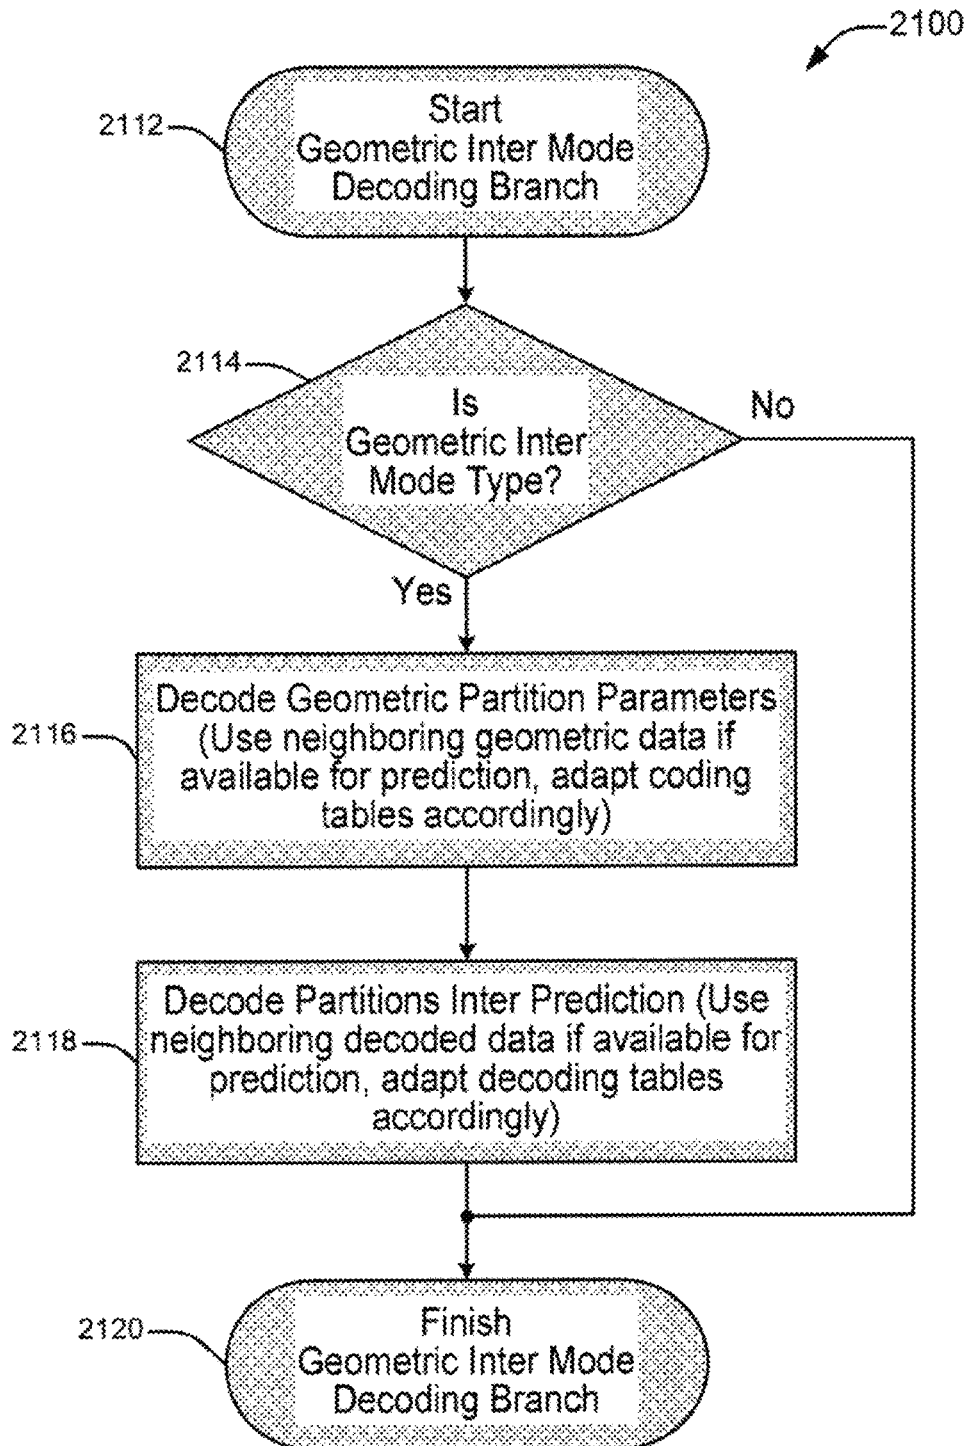 2100
2112
Start
Geometric Inter Mode
Decoding Branch
2114
Is
Geometric Inter
Mode Type?
No
Yes
2116
Decode Geometric Partition Parameters
(Use neighboring geometric data if
available for prediction, adapt coding
tables accordingly)
2118
Decode Partitions Inter Prediction (Use
neighboring decoded data if available for
prediction, adapt decoding tables
accordingly)
2120
Finish
Geometric Inter Mode
Decoding Branch